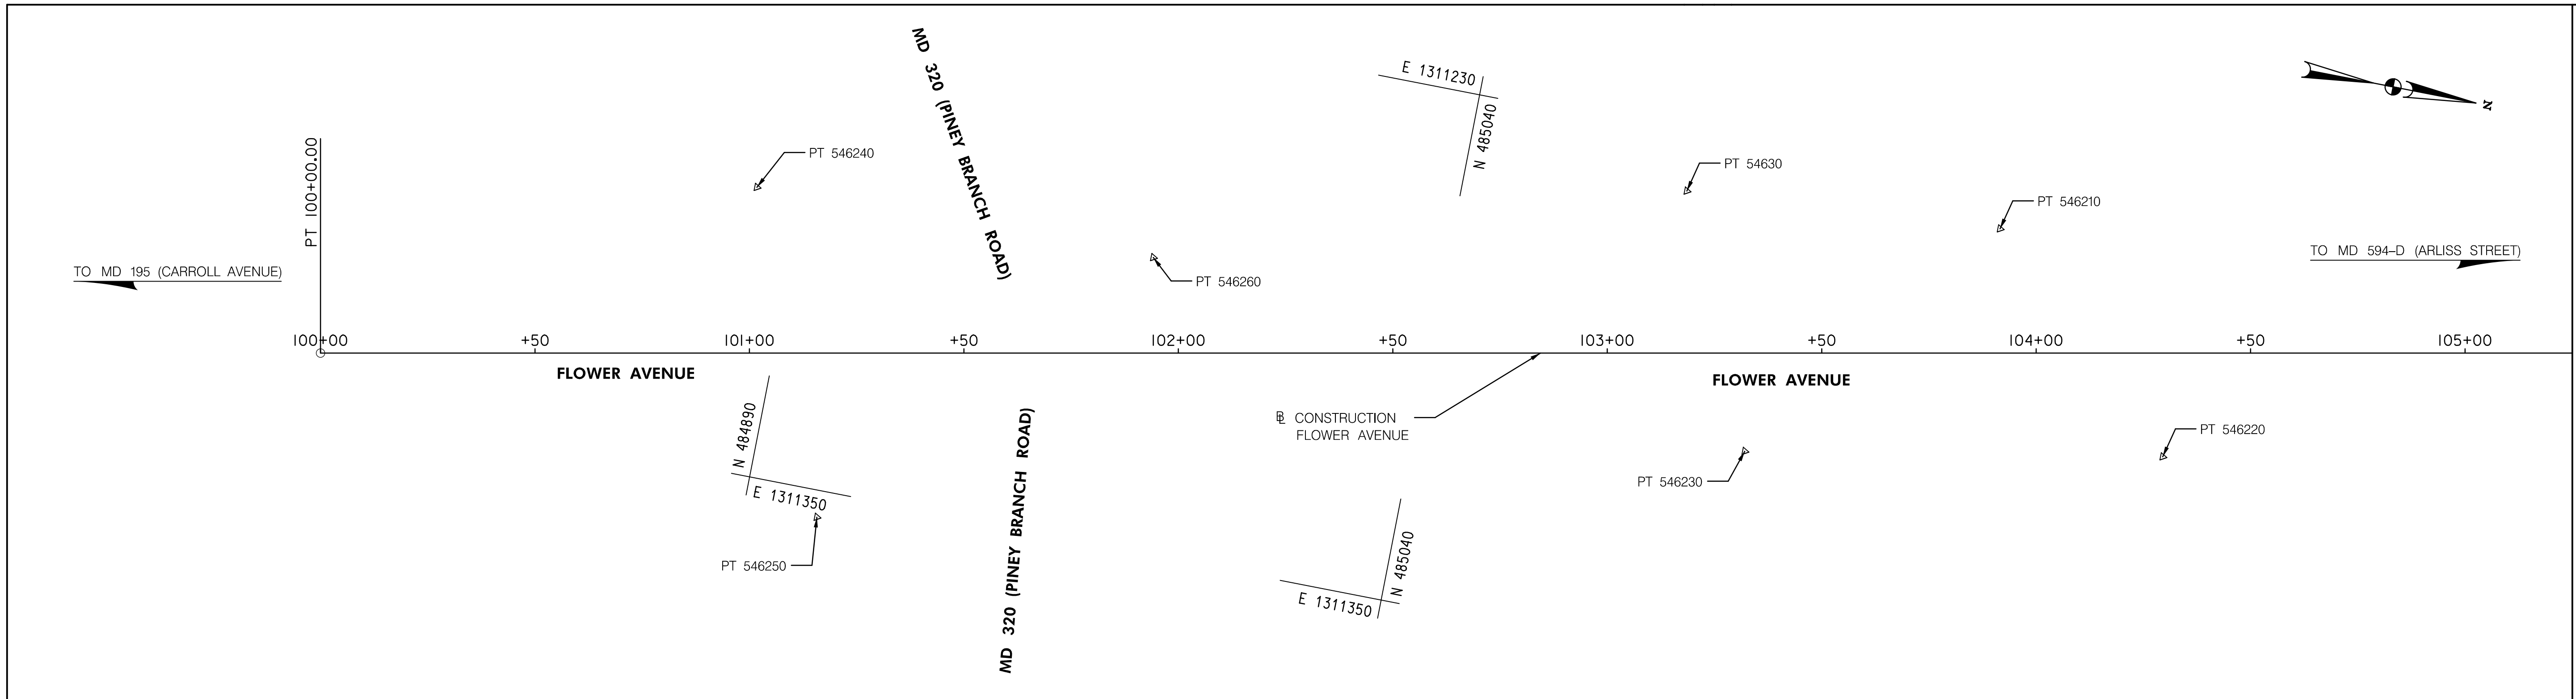 MD 320 (PINEY BRANCH ROAD)
E 1311230
N 485040
N
PT 100+00.00
PT 546240
PT 54630
PT 546210
TO MD 195 (CARROLL AVENUE)
PT 546260
TO MD 594-D (ARLISS STREET)
100+00 +50 101+00 +50 102+00 +50 103+00 +50 104+00 +50 105+00
FLOWER AVENUE
FLOWER AVENUE
N 484890
E 1311350
MD 320 (PINEY BRANCH ROAD)
BL CONSTRUCTION
FLOWER AVENUE
PT 546220
PT 546230
PT 546250
N 485040
E 1311350